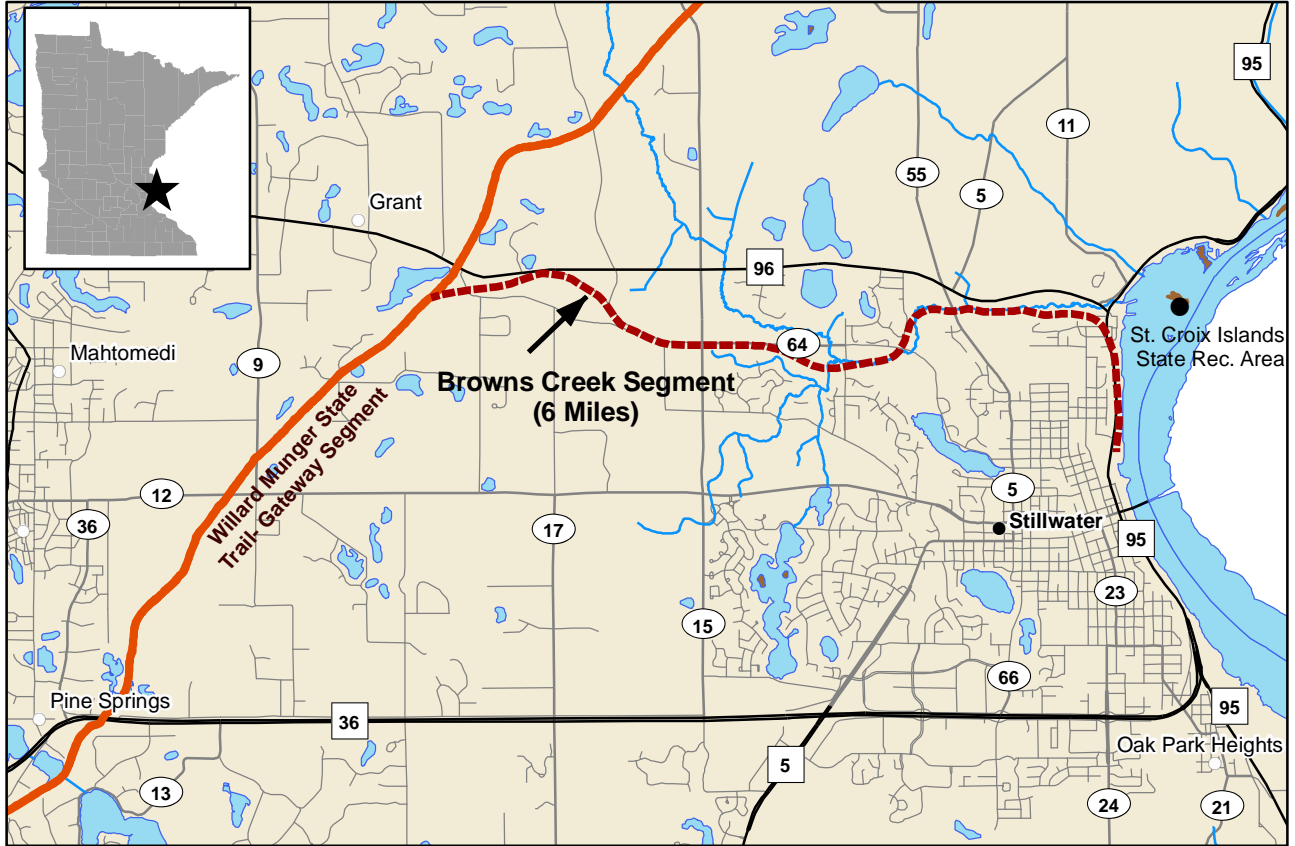 95
11
55
5
Grant
96
St. Croix Islands
State Rec. Area
64
Mahtomedi
9
Browns Creek Segment
(6 Miles)
Willard Munger State
Trail- Gateway Segment
12
5
36
17
Stillwater
95
23
15
66
Pine Springs
36
95
Oak Park Heights
5
13
24
21